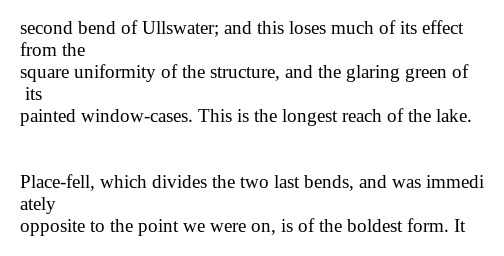 second bend of Ullswater; and this loses much of its effect
from the
square uniformity of the structure, and the glaring green of
its
painted window-cases. This is the longest reach of the lake.
Place-fell, which divides the two last bends, and was immedi
ately
opposite to the point we were on, is of the boldest form. It